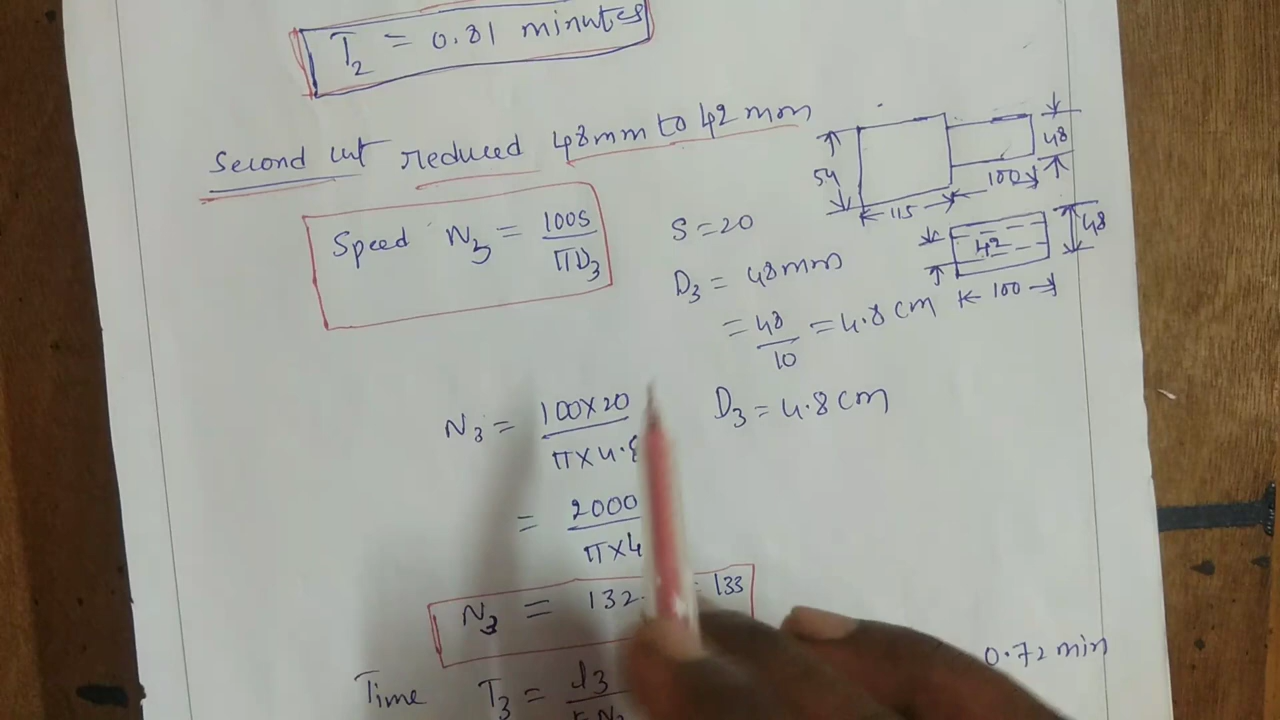 T₂ = 0.81 minutes
Second cut reduced 48mm to 42 mm
54
115
100
48
Speed N₃ = 100S / πD₃
S = 20
42
48
100
D₃ = 48mm
= 48 / 10 = 4.8 cm
N₃ = 100×20 / π×4.8
D₃ = 4.8 cm
= 2000 / π×4
N₃ = 132. = 133
0.72 min
Time T₃ = l₃